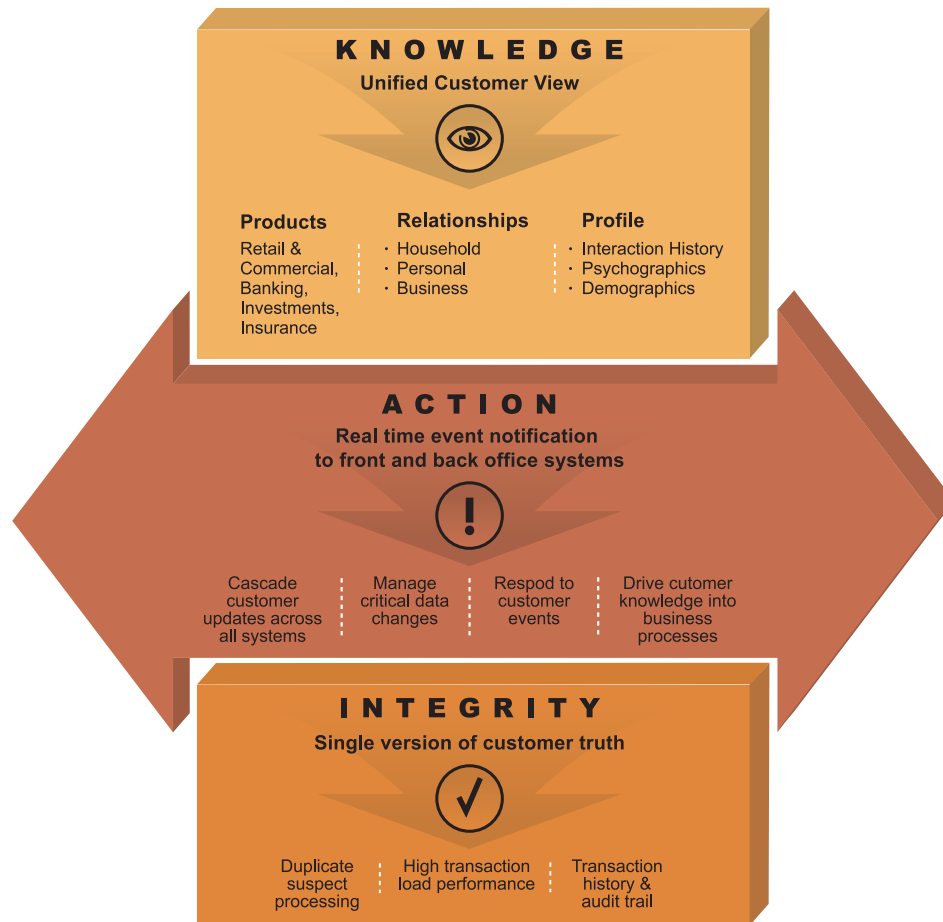 KNOWLEDGE
Unified Customer View
Products
Retail &
Commercial,
Banking,
Investments,
Insurance
Relationships
· Household
· Personal
· Business
Profile
· Interaction History
· Psychographics
· Demographics
ACTION
Real time event notification
to front and back office systems
Cascade
customer
updates across
all systems
Manage
critical data
changes
Respod to
customer
events
Drive cutomer
knowledge into
business
processes
INTEGRITY
Single version of customer truth
Duplicate
suspect
processing
High transaction
load performance
Transaction
history &
audit trail